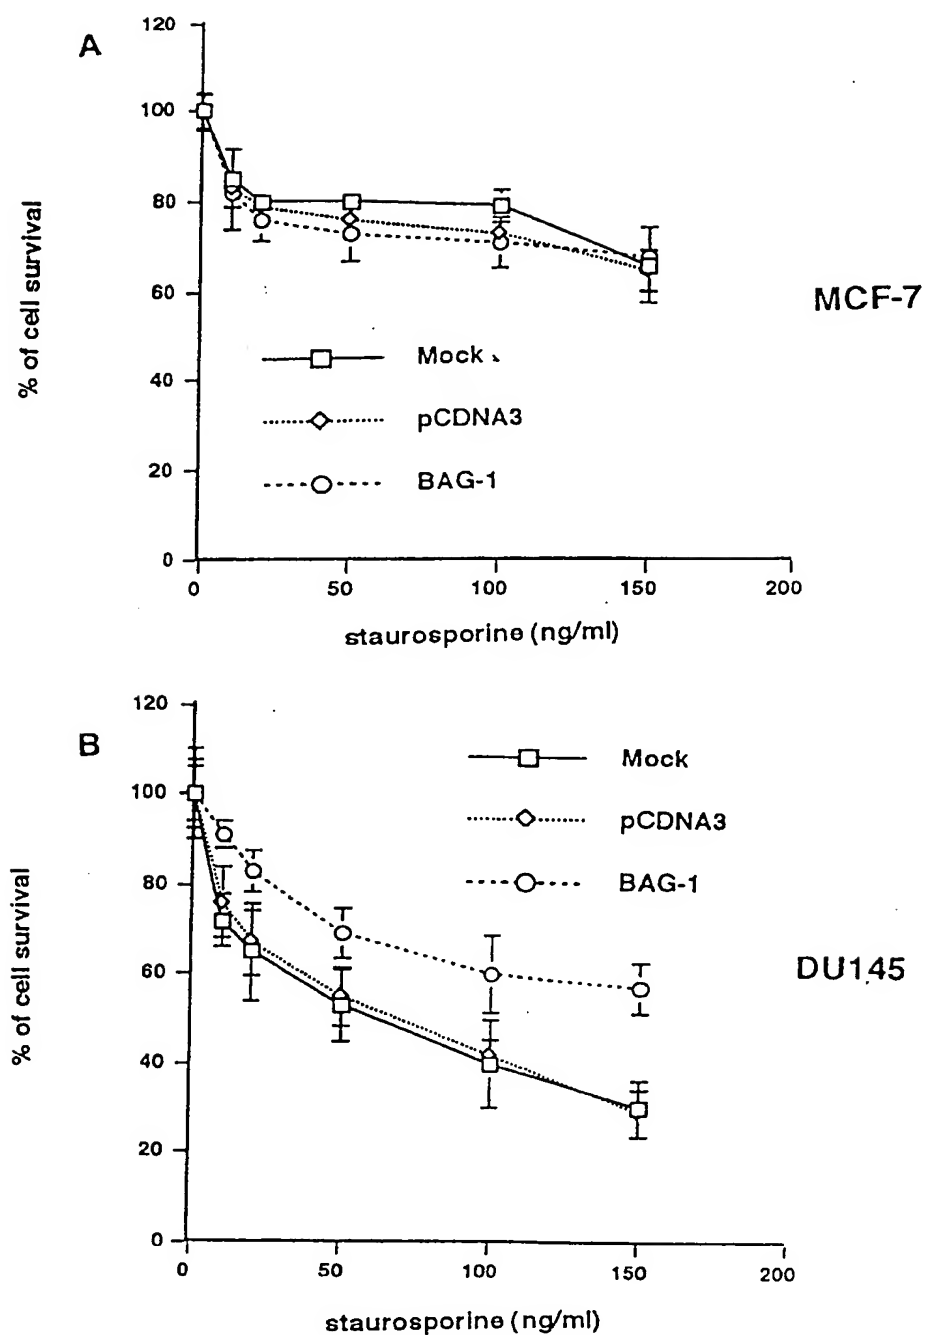 A
120
100
80
60
40
20
0
% of cell survival
Mock
pCDNA3
BAG-1
MCF-7
0 50 100 150 200
staurosporine (ng/ml)
B
120
100
80
60
40
20
0
% of cell survival
Mock
pCDNA3
BAG-1
DU145
0 50 100 150 200
staurosporine (ng/ml)